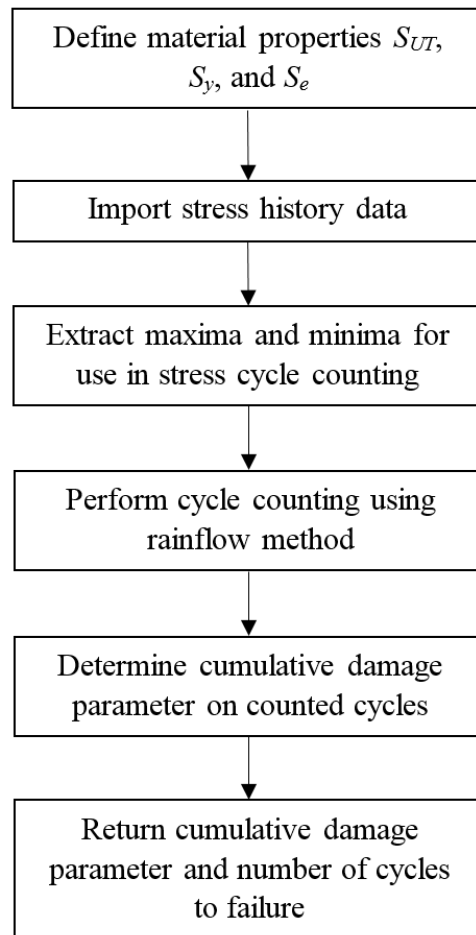 Define material properties S_{UT},
S_y, and S_e
Import stress history data
Extract maxima and minima for
use in stress cycle counting
Perform cycle counting using
rainflow method
Determine cumulative damage
parameter on counted cycles
Return cumulative damage
parameter and number of cycles
to failure